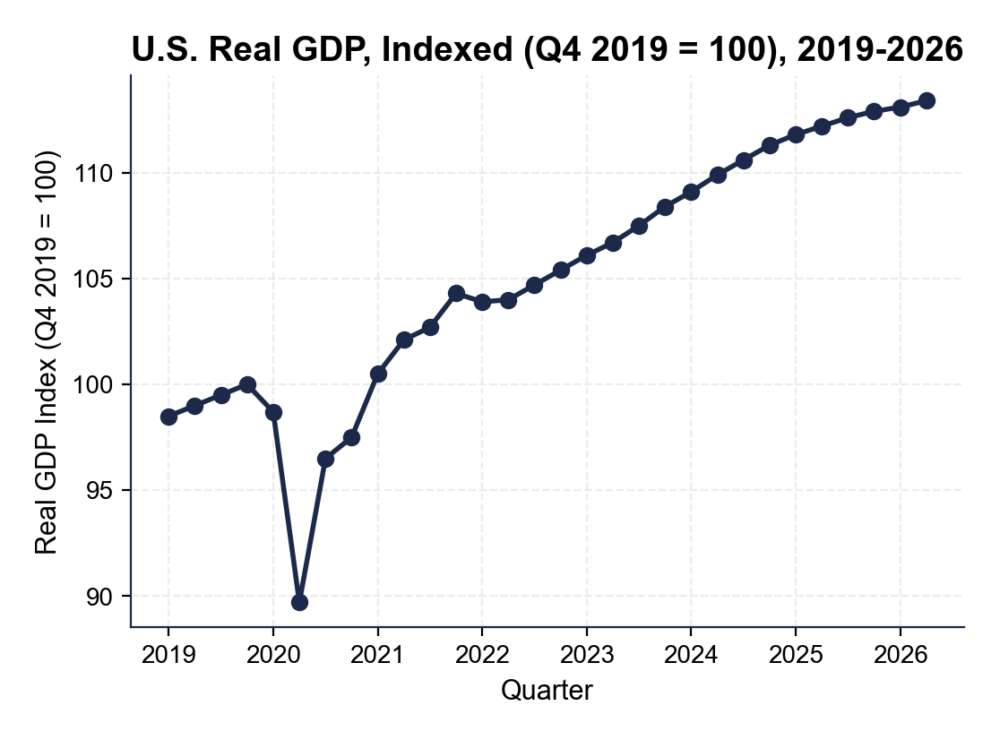 U.S. Real GDP, Indexed (Q4 2019 = 100), 2019-2026
Real GDP Index (Q4 2019 = 100)
110
105
100
95
90
2019 2020 2021 2022 2023 2024 2025 2026
Quarter